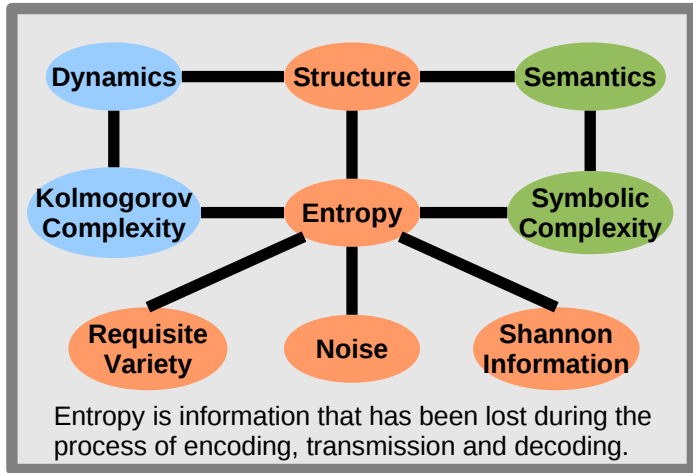 Dynamics
Structure
Semantics
Kolmogorov
Complexity
Entropy
Symbolic
Complexity
Requisite
Variety
Noise
Shannon
Information
Entropy is information that has been lost during the
process of encoding, transmission and decoding.